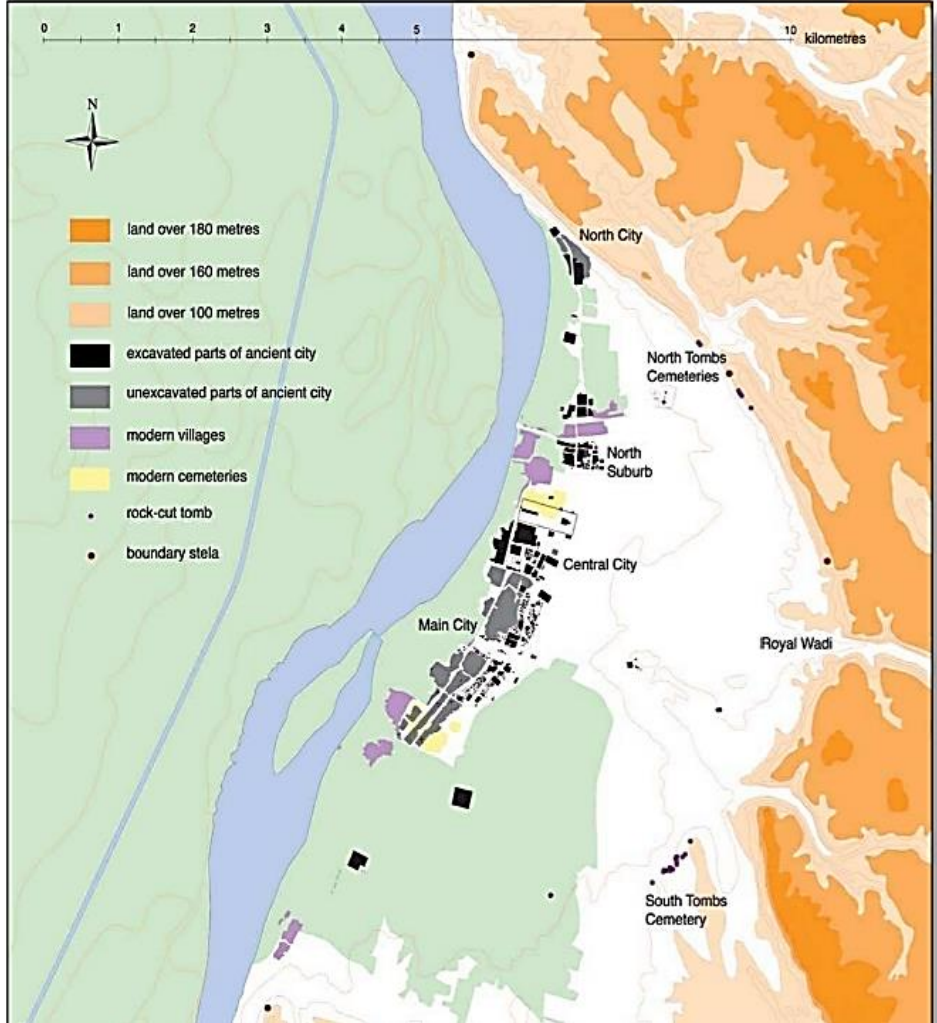 0 1 2 3 4 5 10 kilometres
N
land over 180 metres
land over 160 metres
land over 100 metres
excavated parts of ancient city
unexcavated parts of ancient city
modern villages
modern cemeteries
rock-cut tomb
boundary stela
North City
North Tombs
Cemeteries
North
Suburb
Central City
Main City
Royal Wadi
South Tombs
Cemetery